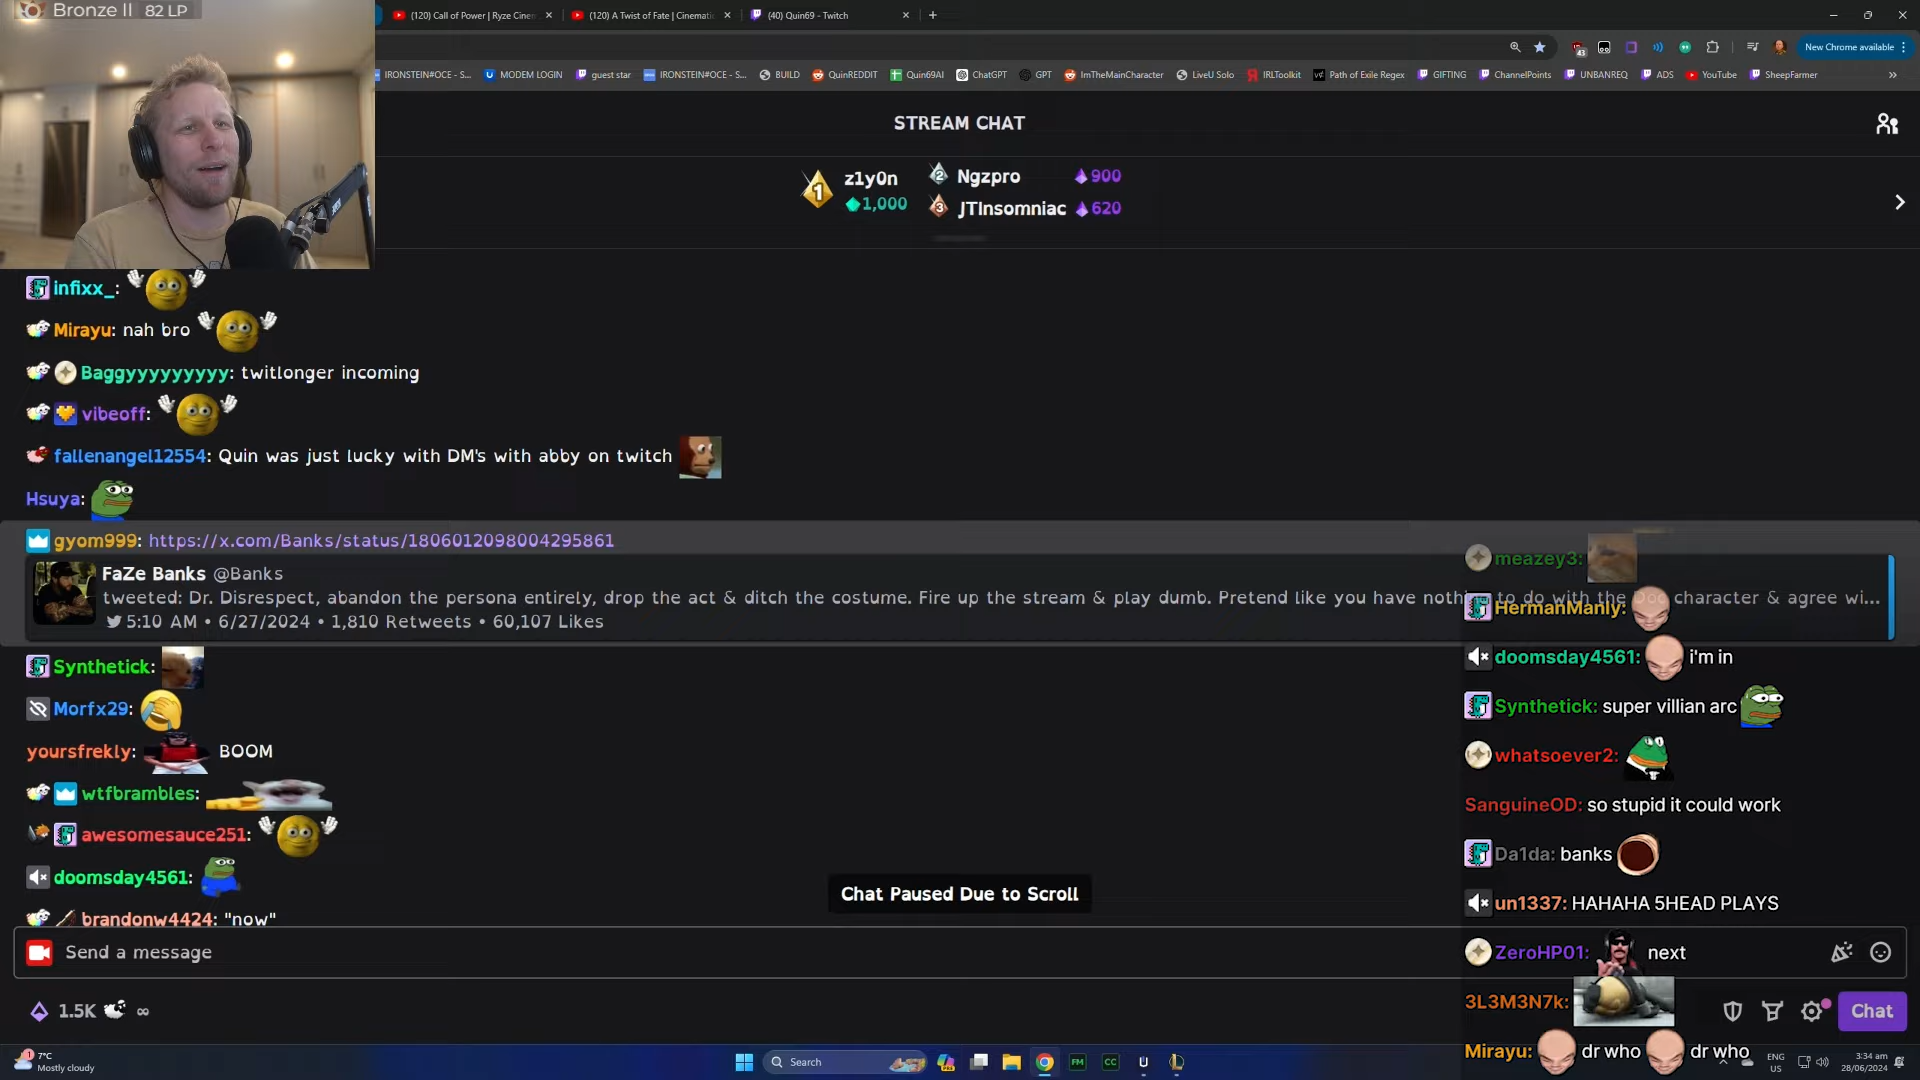 Bronze II 82 LP
(120) Call of Power | Ryze Cinem
(120) A Twist of Fate | Cinemati
(40) Quin69 - Twitch
New Chrome available
IRONSTEIN#OCE - S...
MODEM LOGIN
guest star
IRONSTEIN#OCE - S...
BUILD
QuinREDDIT
Quin69AI
ChatGPT
GPT
ImTheMainCharacter
LiveU Solo
IRLToolkit
Path of Exile Regex
GIFTING
ChannelPoints
UNBANREQ
ADS
YouTube
SheepFarmer
STREAM CHAT
1 z1y0n 1,000
2 Ngzpro 900
3 JTInsomniac 620
infixx_:
Mirayu: nah bro
Baggyyyyyyyyyy: twitlonger incoming
vibeoff:
fallenangel12554: Quin was just lucky with DM's with abby on twitch
Hsuya:
gyom999: https://x.com/Banks/status/1806012098004295861
FaZe Banks @Banks
tweeted: Dr. Disrespect, abandon the persona entirely, drop the act & ditch the costume. Fire up the stream & play dumb. Pretend like you have nothing to do with the Doc character & agree wi...
5:10 AM • 6/27/2024 • 1,810 Retweets • 60,107 Likes
Synthetick:
Morfx29:
yoursfrekly: BOOM
wtfbrambles:
awesomesauce251:
doomsday4561:
brandonw4424: "now"
Chat Paused Due to Scroll
Send a message
1.5K ∞
meazey3:
HermanManly:
doomsday4561: i'm in
Synthetick: super villian arc
whatsoever2:
SanguineOD: so stupid it could work
Da1da: banks
un1337: HAHAHA 5HEAD PLAYS
ZeroHP01: next
3L3M3N7k:
Chat
Mirayu: dr who dr who
7°C
Mostly cloudy
Search
FM
CC
ENG
US
3:34 am
28/06/2024